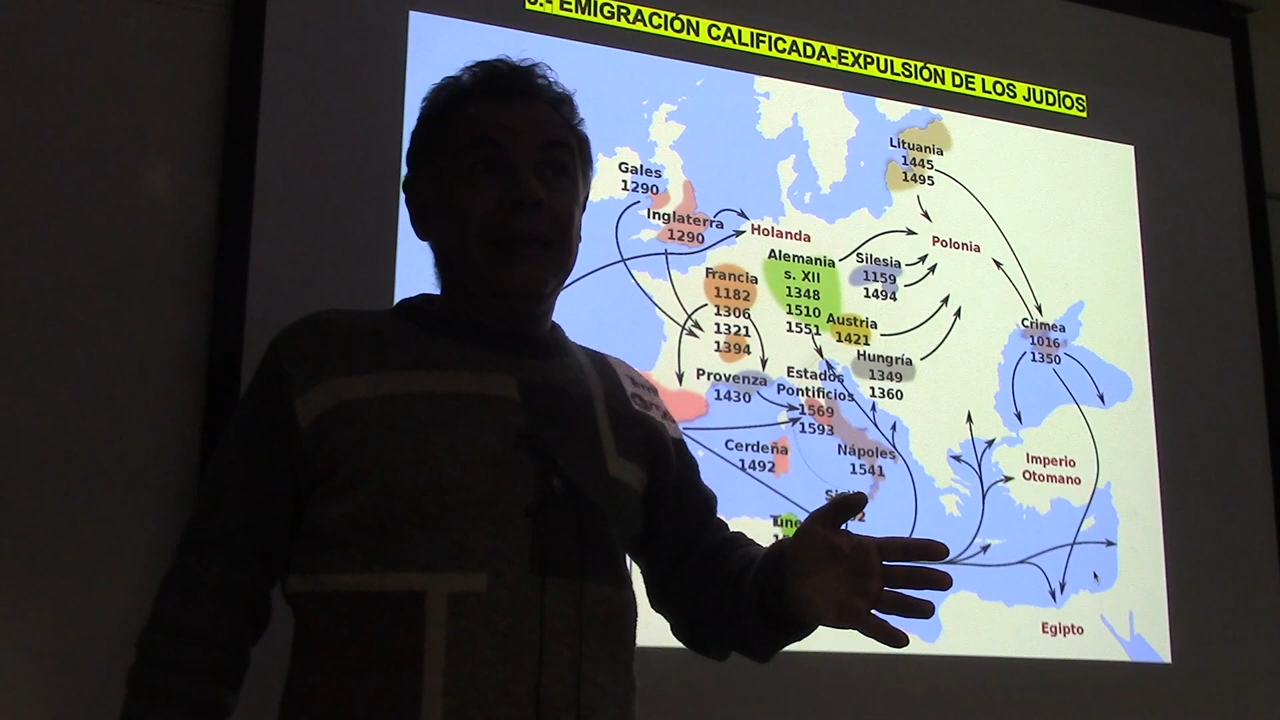 EMIGRACIÓN CALIFICADA-EXPULSIÓN DE LOS JUDÍOS
Lituania
1445
1495
Gales
1290
Inglaterra
1290
Holanda
Polonia
Alemania
s. XII
1348
1510
1551
Silesia
1159
1494
Francia
1182
1306
1321
1394
Austria
1421
Crimea
1016
1350
Hungría
1349
1360
Provenza
1430
Estados
Pontificios
1569
1593
Cerdeña
1492
Nápoles
1541
Imperio
Otomano
Egipto